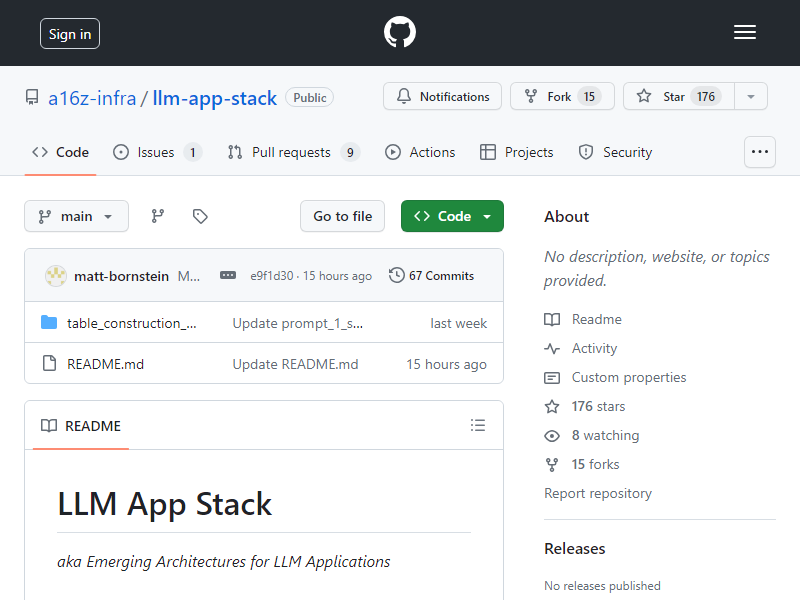 Sign in
a16z-infra / llm-app-stack Public
Notifications Fork 15 Star 176
Code Issues 1 Pull requests 9 Actions Projects Security
main Go to file Code
matt-bornstein M... e9f1d30 · 15 hours ago 67 Commits
table_construction_... Update prompt_1_s... last week
README.md Update README.md 15 hours ago
README
LLM App Stack
aka Emerging Architectures for LLM Applications
About
No description, website, or topics
provided.
Readme
Activity
Custom properties
176 stars
8 watching
15 forks
Report repository
Releases
No releases published